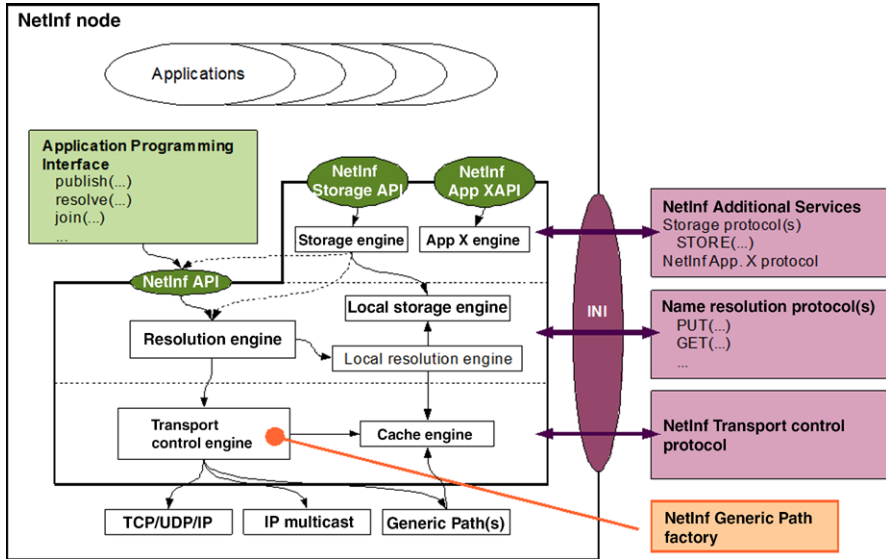 NetInf node
Applications
Application Programming
Interface
publish(...)
resolve(...)
join(...)
...
NetInf
Storage API
NetInf
App XAPI
Storage engine
App X engine
NetInf API
Local storage engine
Resolution engine
Local resolution engine
Transport
control engine
Cache engine
TCP/UDP/IP
IP multicast
Generic Path(s)
INI
NetInf Additional Services
Storage protocol(s)
STORE(...)
NetInf App. X protocol
Name resolution protocol(s)
PUT(...)
GET(...)
...
NetInf Transport control
protocol
NetInf Generic Path
factory